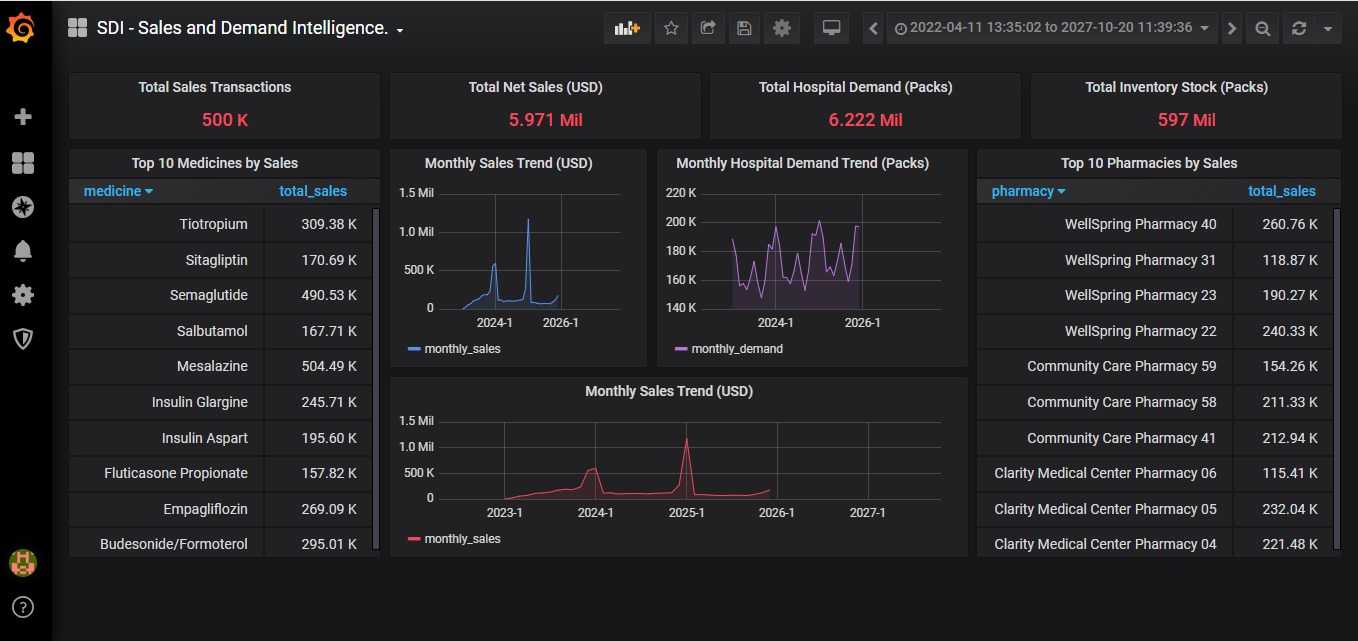 SDI - Sales and Demand Intelligence.
2022-04-11 13:35:02 to 2027-10-20 11:39:36
Total Sales Transactions
500 K
Total Net Sales (USD)
5.971 Mil
Total Hospital Demand (Packs)
6.222 Mil
Total Inventory Stock (Packs)
597 Mil
Top 10 Medicines by Sales
medicine total_sales
Tiotropium 309.38 K
Sitagliptin 170.69 K
Semaglutide 490.53 K
Salbutamol 167.71 K
Mesalazine 504.49 K
Insulin Glargine 245.71 K
Insulin Aspart 195.60 K
Fluticasone Propionate 157.82 K
Empagliflozin 269.09 K
Budesonide/Formoterol 295.01 K
Monthly Sales Trend (USD)
1.5 Mil
1.0 Mil
500 K
0
2024-1 2026-1
monthly_sales
Monthly Hospital Demand Trend (Packs)
220 K
200 K
180 K
160 K
140 K
2024-1 2026-1
monthly_demand
Monthly Sales Trend (USD)
1.5 Mil
1.0 Mil
500 K
0
2023-1 2024-1 2025-1 2026-1 2027-1
monthly_sales
Top 10 Pharmacies by Sales
pharmacy total_sales
WellSpring Pharmacy 40 260.76 K
WellSpring Pharmacy 31 118.87 K
WellSpring Pharmacy 23 190.27 K
WellSpring Pharmacy 22 240.33 K
Community Care Pharmacy 59 154.26 K
Community Care Pharmacy 58 211.33 K
Community Care Pharmacy 41 212.94 K
Clarity Medical Center Pharmacy 06 115.41 K
Clarity Medical Center Pharmacy 05 232.04 K
Clarity Medical Center Pharmacy 04 221.48 K